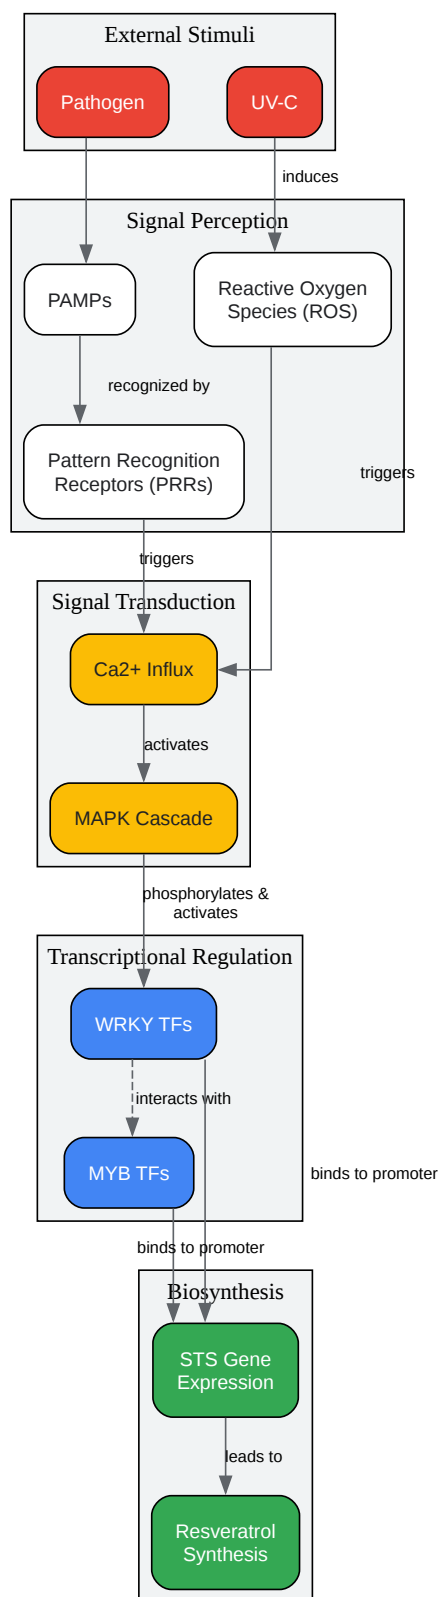 External Stimuli
Pathogen
UV-C
induces
Signal Perception
PAMPs
Reactive Oxygen
Species (ROS)
recognized by
Pattern Recognition
Receptors (PRRs)
triggers
triggers
Signal Transduction
Ca2+ Influx
activates
MAPK Cascade
phosphorylates &
activates
Transcriptional Regulation
WRKY TFs
interacts with
MYB TFs
binds to promoter
binds to promoter
Biosynthesis
STS Gene
Expression
leads to
Resveratrol
Synthesis